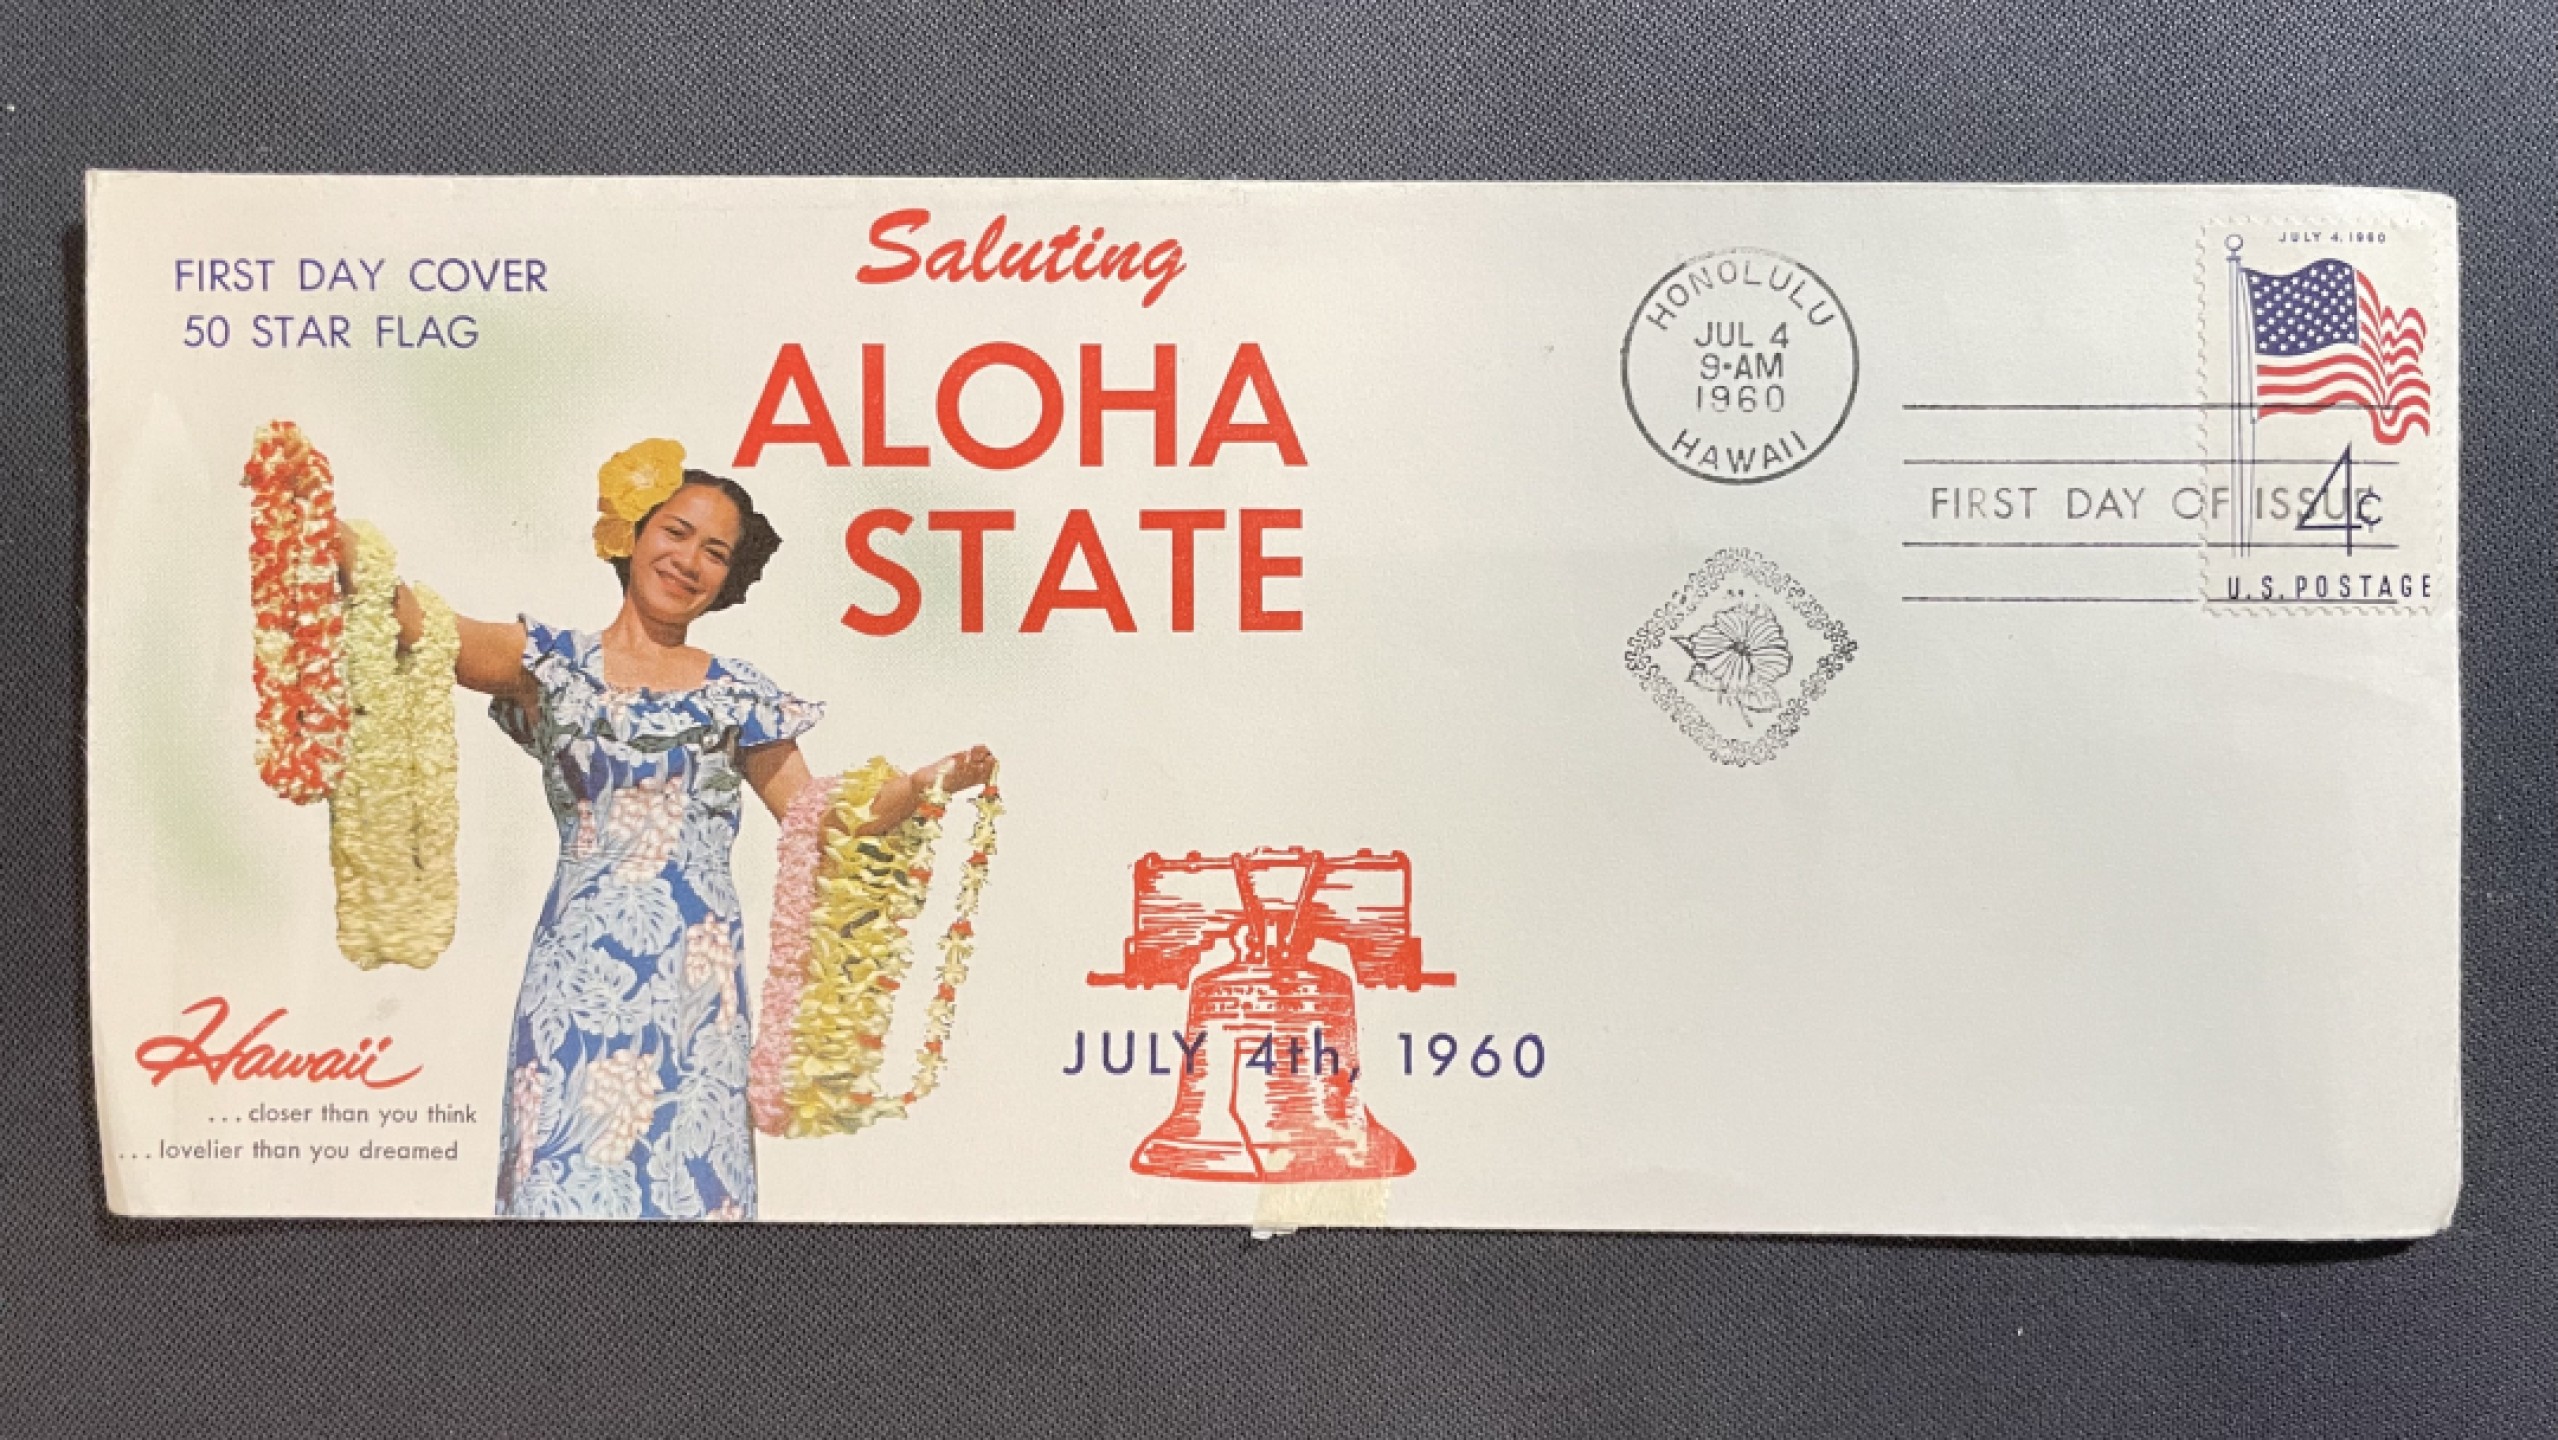 FIRST DAY COVER
50 STAR FLAG
Saluting
ALOHA
STATE
Hawaii
...closer than you think
...lovelier than you dreamed
JULY 4th, 1960
HONOLULU
JUL 4
9-AM
1960
HAWAII
FIRST DAY OF ISSUE
JULY 4, 1960
4¢
U.S. POSTAGE